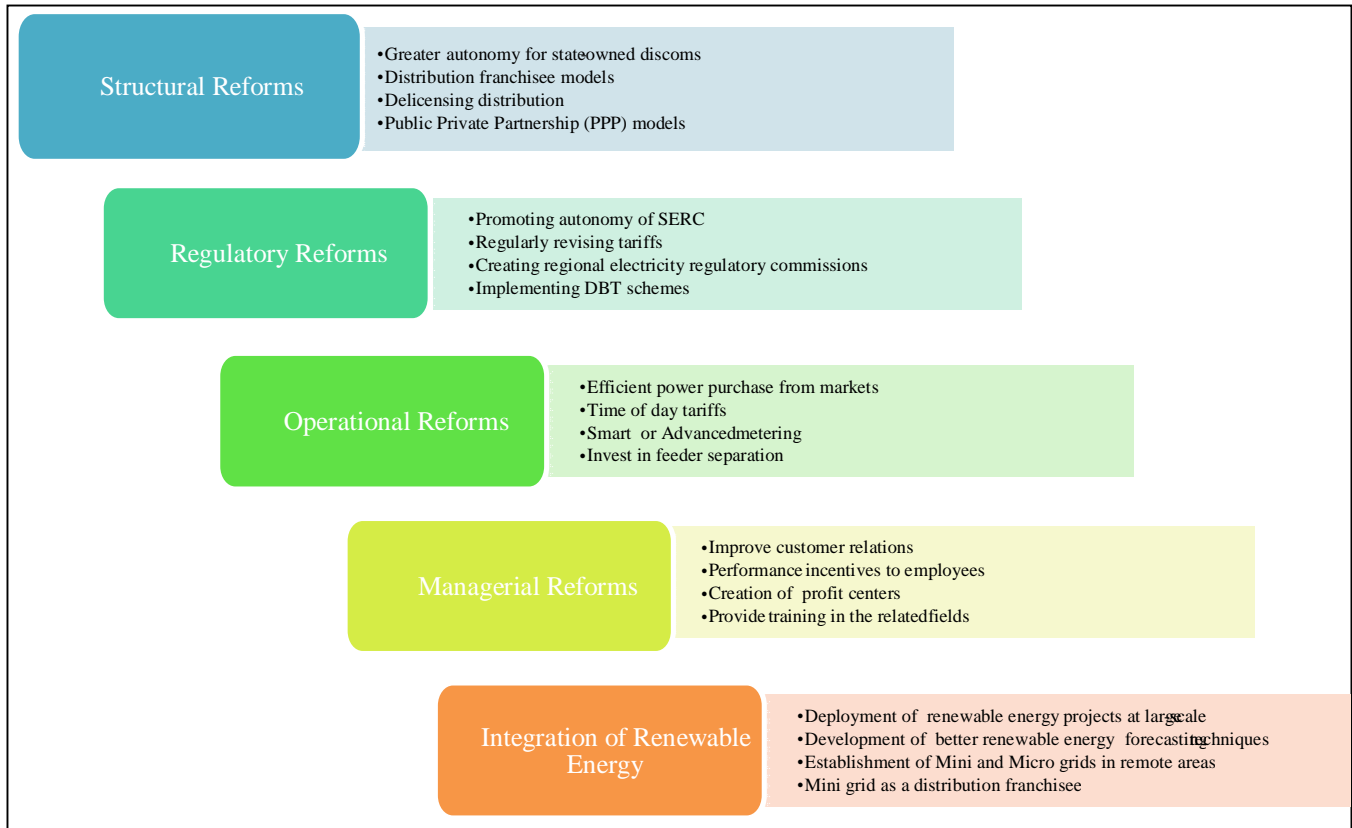 Structural Reforms
•Greater autonomy for state-owned discoms
•Distribution franchisee models
•Delicensing distribution
•Public Private Partnership (PPP) models
Regulatory Reforms
•Promoting autonomy of SERC
•Regularly revising tariffs
•Creating regional electricity regulatory commissions
•Implementing DBT schemes
Operational Reforms
•Efficient power purchase from markets
•Time of day tariffs
•Smart or Advancedmetering
•Invest in feeder separation
Managerial Reforms
•Improve customer relations
•Performance incentives to employees
•Creation of profit centers
•Provide training in the relatedfields
Integration of Renewable
Energy
•Deployment of renewable energy projects at large-scale
•Development of better renewable energy forecasting techniques
•Establishment of Mini and Micro grids in remote areas
•Mini grid as a distribution franchisee